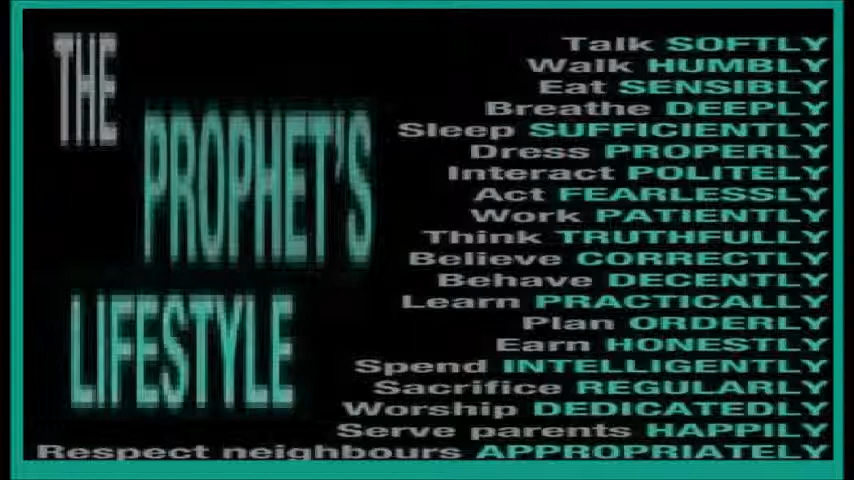 THE
PROPHET'S
LIFESTYLE
Talk SOFTLY
Walk HUMBLY
Eat SENSIBLY
Breathe DEEPLY
Sleep SUFFICIENTLY
Dress PROPERLY
Interact POLITELY
Act FEARLESSLY
Work PATIENTLY
Think TRUTHFULLY
Believe CORRECTLY
Behave DECENTLY
Learn PRACTICALLY
Plan ORDERLY
Earn HONESTLY
Spend INTELLIGENTLY
Sacrifice REGULARLY
Worship DEDICATEDLY
Serve parents HAPPILY
Respect neighbours APPROPRIATELY